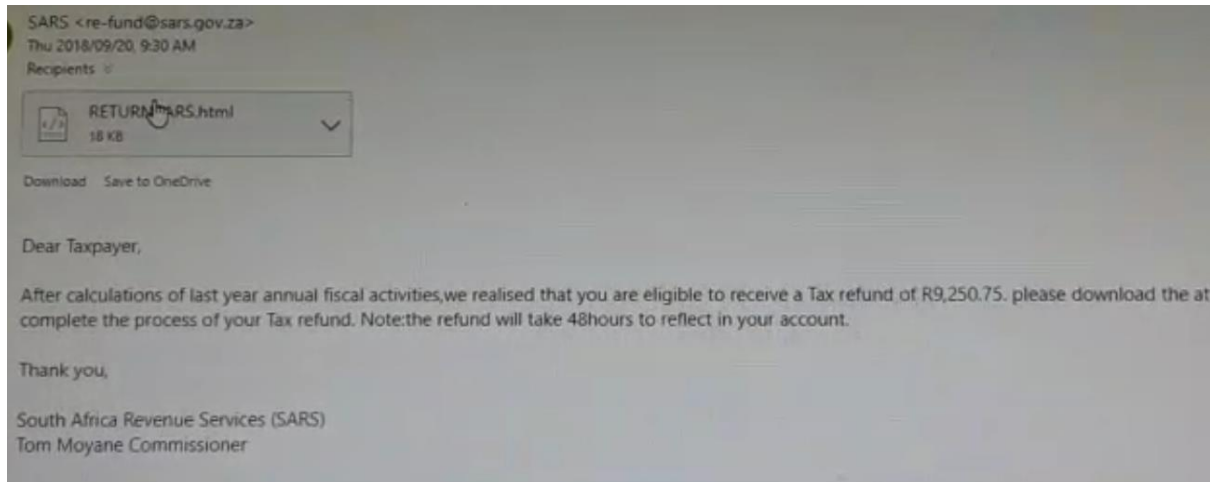 SARS <re-fund@sars.gov.za>
Thu 2018/09/20, 9:30 AM
Recipients
18 KB
Download Save to OneDrive
Dear Taxpayer,
After calculations of last year annual fiscal activities,we realised that you are eligible to receive a Tax refund of R9,250.75. please download the at
complete the process of your Tax refund. Note:the refund will take 48hours to reflect in your account.
Thank you,
South Africa Revenue Services (SARS)
Tom Moyane Commissioner